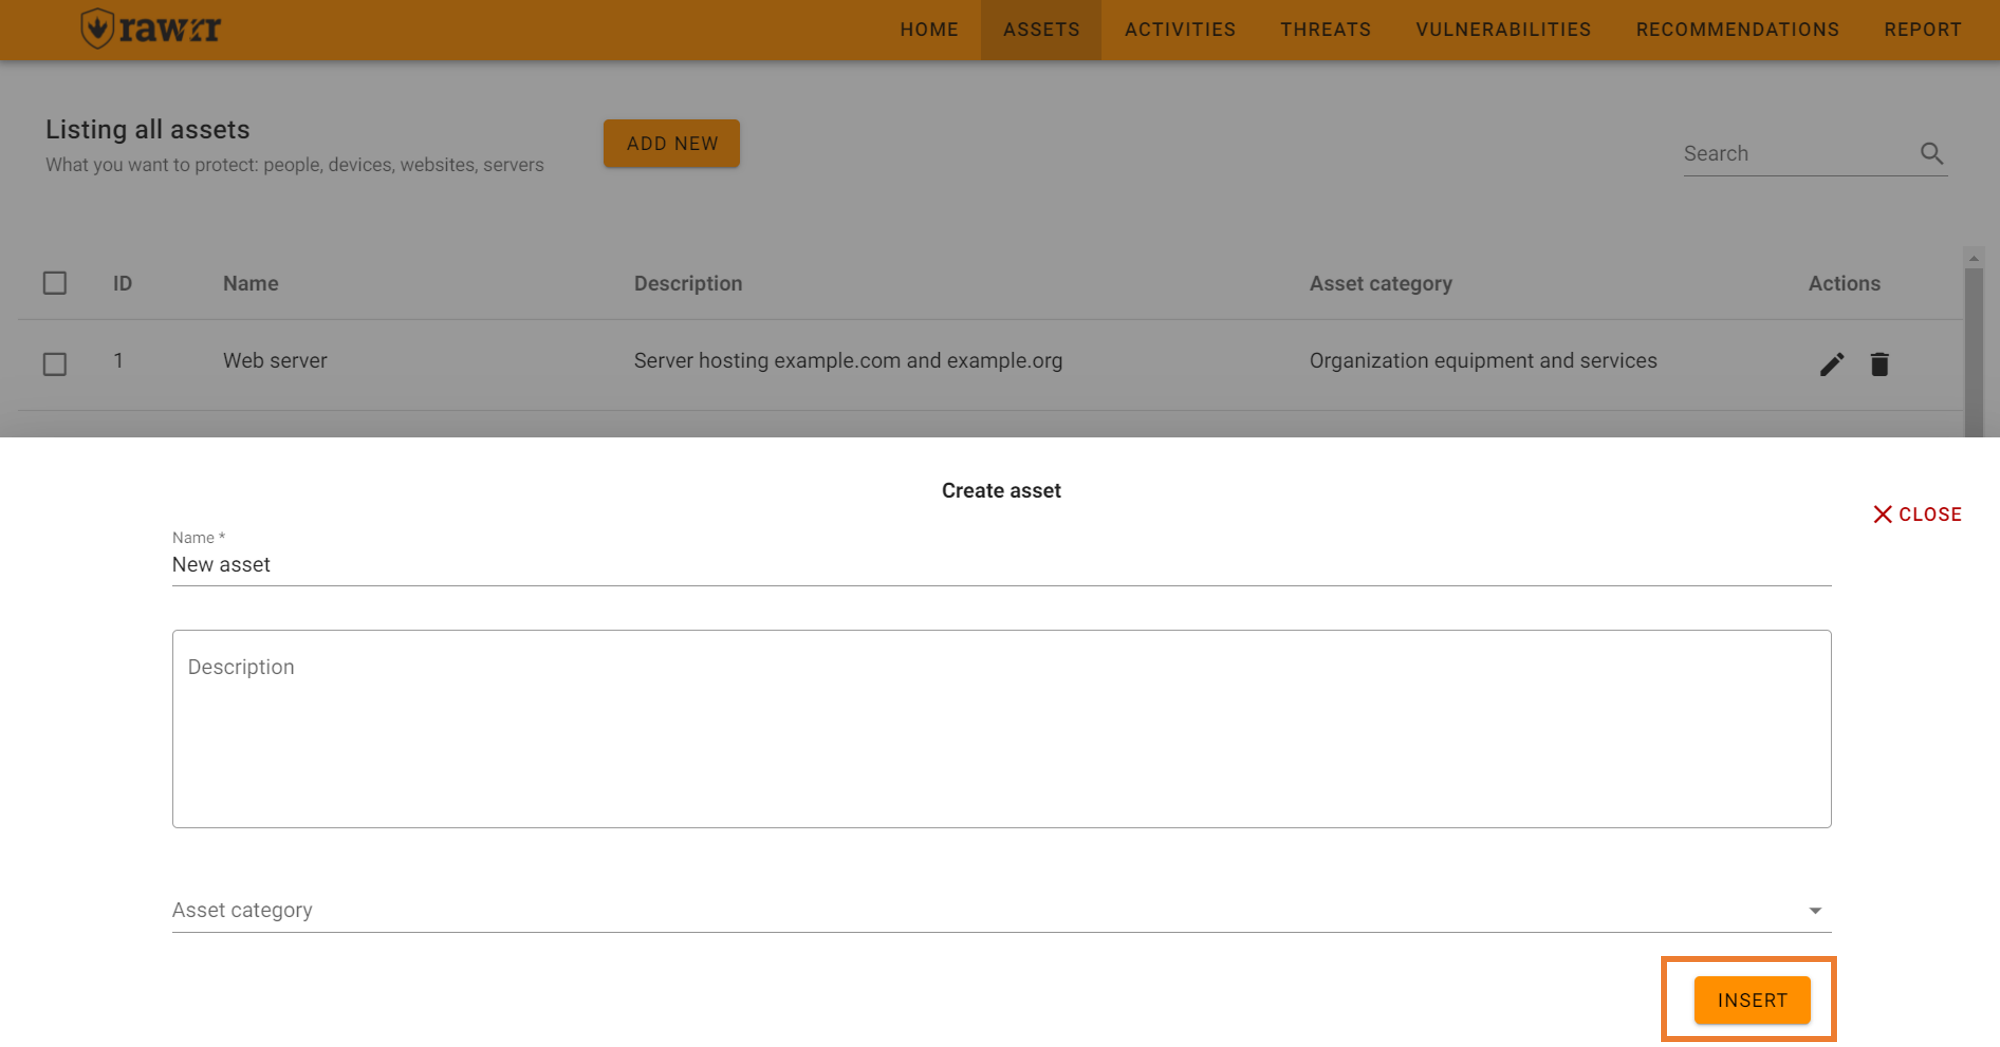 rawrr
HOME ASSETS ACTIVITIES THREATS VULNERABILITIES RECOMMENDATIONS REPORT
Listing all assets
What you want to protect: people, devices, websites, servers
ADD NEW
Search
ID Name Description Asset category Actions
1 Web server Server hosting example.com and example.org Organization equipment and services
Create asset
CLOSE
Name *
New asset
Description
Asset category
INSERT